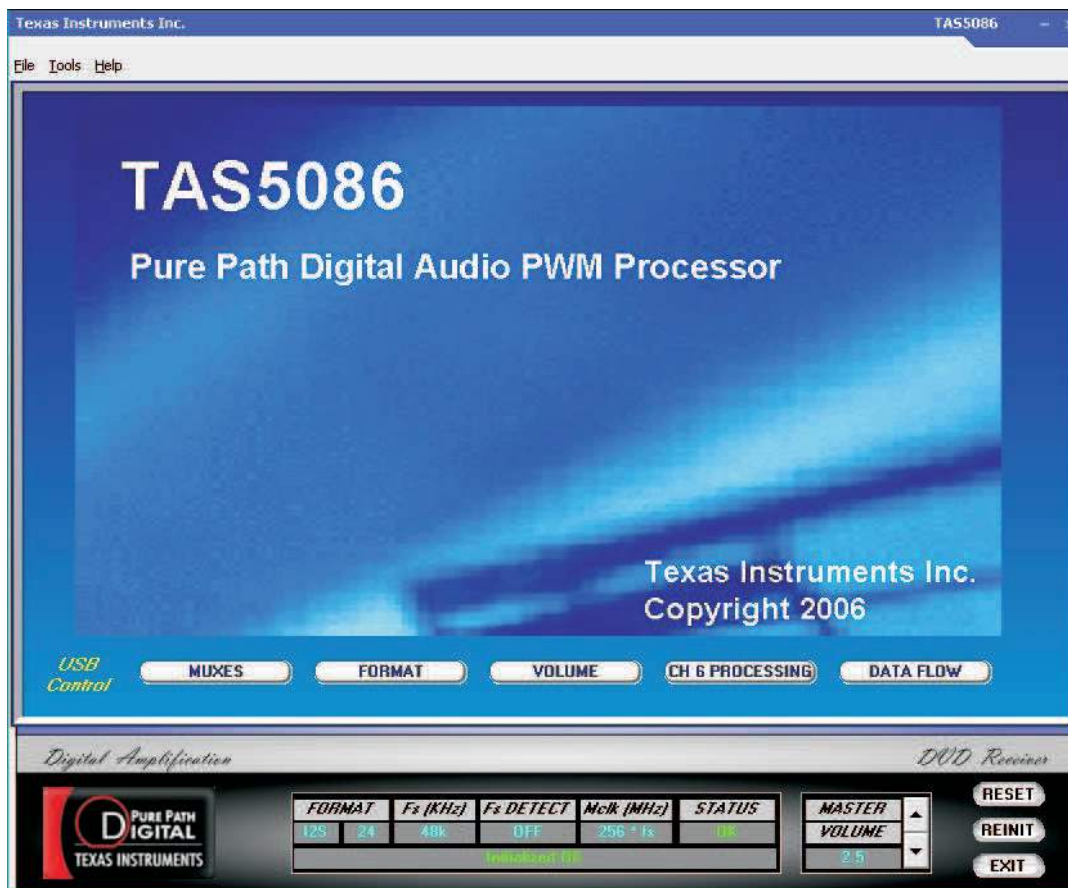 Texas Instruments Inc. TAS5086
File Tools Help
TAS5086
Pure Path Digital Audio PWM Processor
Texas Instruments Inc.
Copyright 2006
USB
Control
MUXES FORMAT VOLUME CH 6 PROCESSING DATA FLOW
Digital Amplification DVD Receiver
PURE PATH
DIGITAL
TEXAS INSTRUMENTS
FORMAT Fs (KHz) Fs DETECT Mclk (MHz) STATUS
I2S 24 48k OFF 256 * fs OK
Initialized OK
MASTER
VOLUME
2.5
RESET
REINIT
EXIT